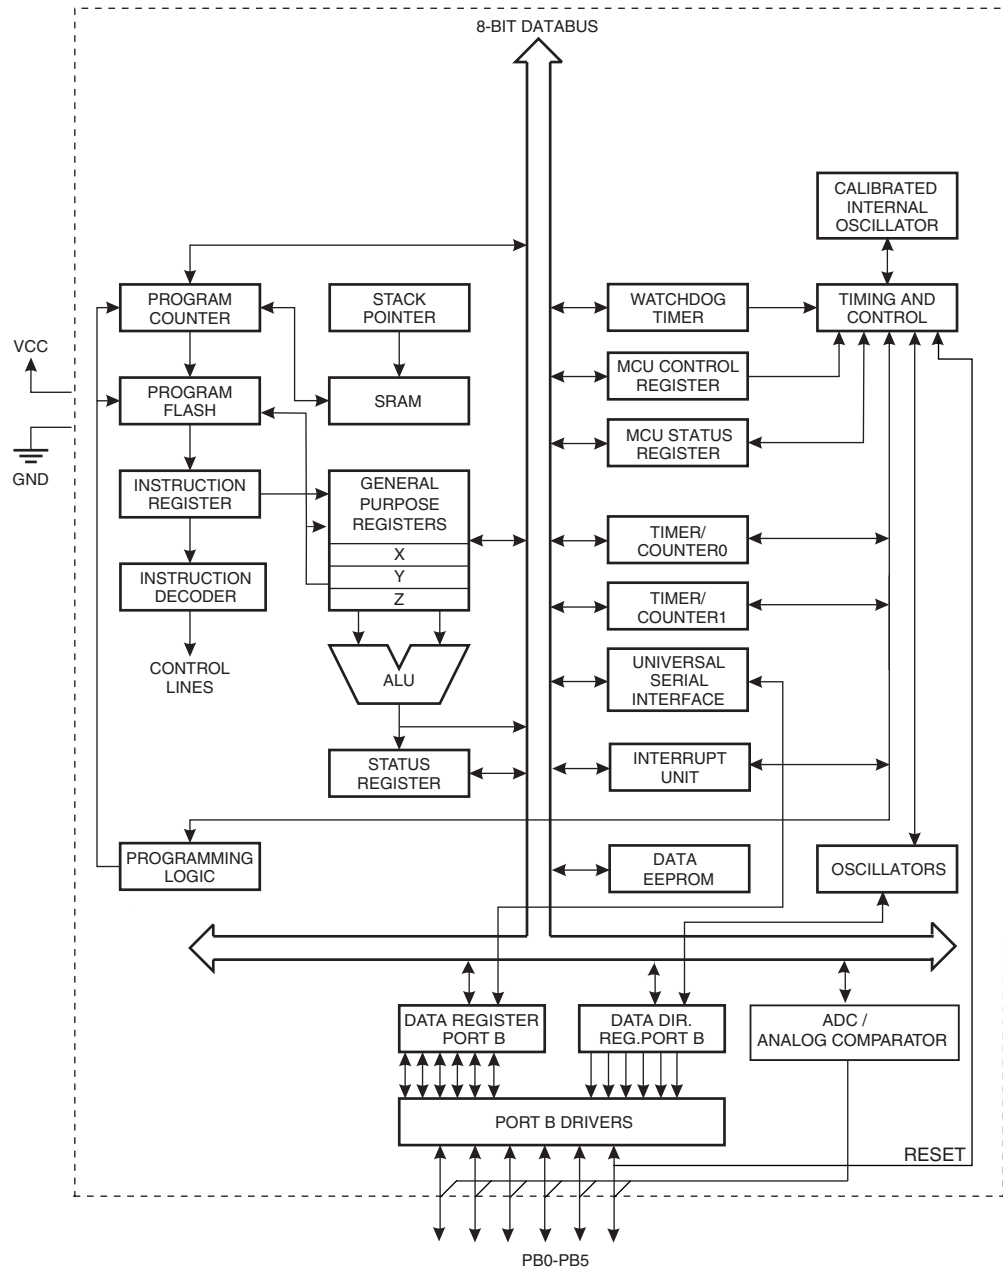 8-BIT DATABUS
CALIBRATED
INTERNAL
OSCILLATOR
PROGRAM
COUNTER
STACK
POINTER
WATCHDOG
TIMER
TIMING AND
CONTROL
VCC
PROGRAM
FLASH
SRAM
MCU CONTROL
REGISTER
MCU STATUS
REGISTER
GND
INSTRUCTION
REGISTER
GENERAL
PURPOSE
REGISTERS
X
Y
Z
TIMER/
COUNTER0
INSTRUCTION
DECODER
TIMER/
COUNTER1
CONTROL
LINES
ALU
UNIVERSAL
SERIAL
INTERFACE
STATUS
REGISTER
INTERRUPT
UNIT
PROGRAMMING
LOGIC
DATA
EEPROM
OSCILLATORS
DATA REGISTER
PORT B
DATA DIR.
REG.PORT B
ADC /
ANALOG COMPARATOR
PORT B DRIVERS
RESET
PB0-PB5